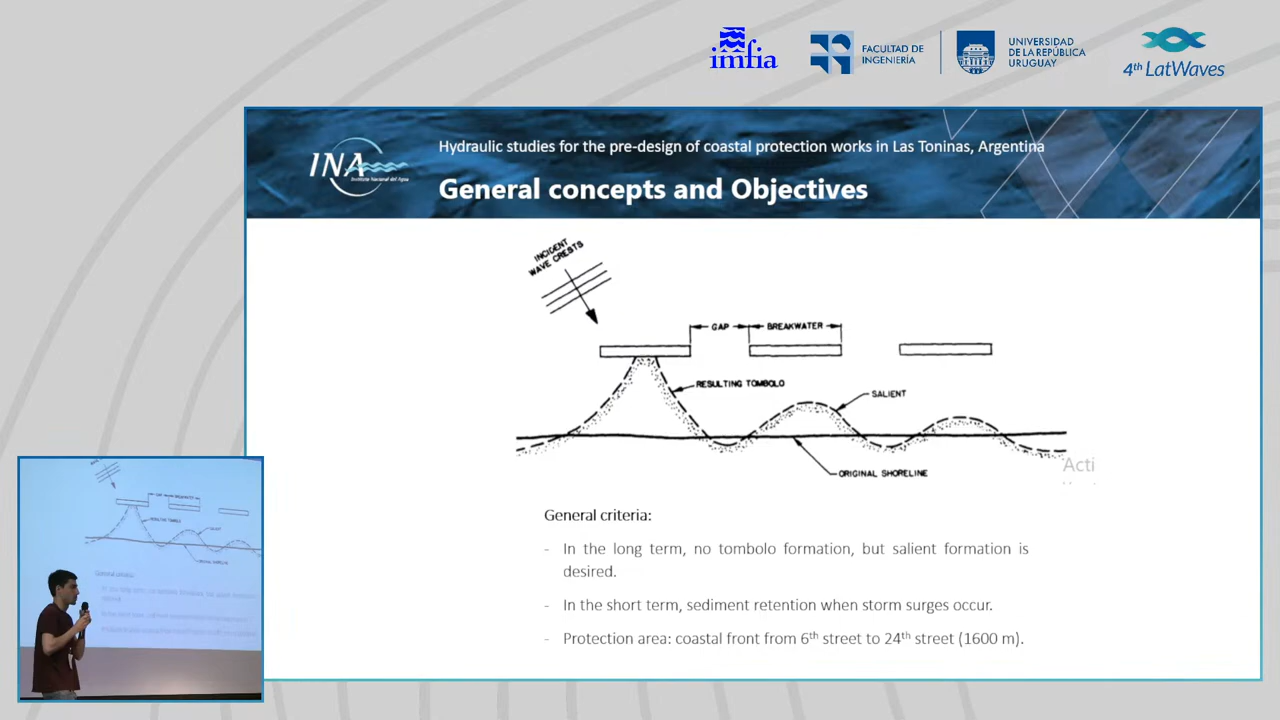 imfia
FACULTAD DE
INGENIERÍA
UNIVERSIDAD
DE LA REPÚBLICA
URUGUAY
4th LatWaves
INA
Instituto Nacional del Agua
Hydraulic studies for the pre-design of coastal protection works in Las Toninas, Argentina
General concepts and Objectives
INCIDENT
WAVE CRESTS
GAP
BREAKWATER
RESULTING TOMBOLO
SALIENT
ORIGINAL SHORELINE
Acti
General criteria:
- In the long term, no tombolo formation, but salient formation is
desired.
- In the short term, sediment retention when storm surges occur.
- Protection area: coastal front from 6th street to 24th street (1600 m).